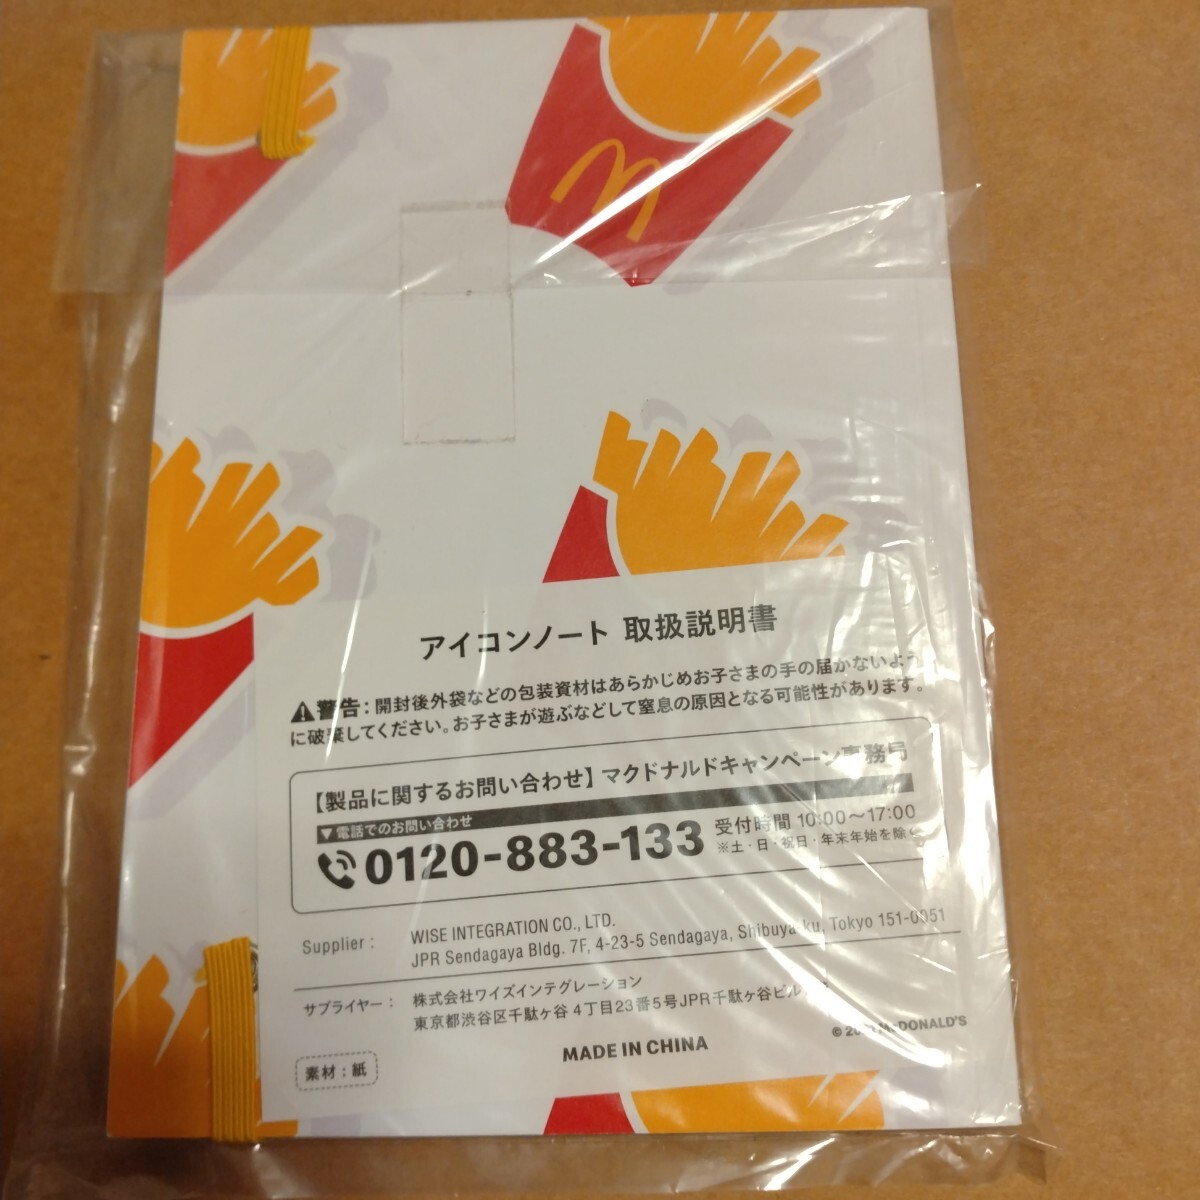 アイコンノート 取扱説明書
警告：開封後外袋などの包装資材はあらかじめお子さまの手の届かないよう
に破棄してください。お子さまが遊ぶなどして窒息の原因となる可能性があります。
【製品に関するお問い合わせ】マクドナルドキャンペーン事務局
▼電話でのお問い合わせ
0120-883-133
受付時間 10:00〜17:00
※土・日・祝日・年末年始を除く
Supplier :
WISE INTEGRATION CO., LTD.
JPR Sendagaya Bldg. 7F, 4-23-5 Sendagaya, Shibuya-ku, Tokyo 151-0051
サプライヤー：
株式会社ワイズインテグレーション
東京都渋谷区千駄ヶ谷 4丁目23番5号JPR千駄ヶ谷ビル
© McDONALD'S
MADE IN CHINA
素材：紙